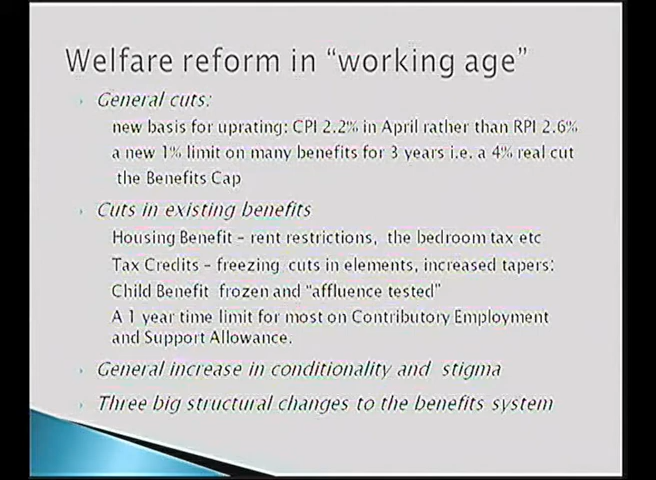 Welfare reform in “working age”
General cuts:
new basis for uprating: CPI 2.2% in April rather than RPI 2.6%
a new 1% limit on many benefits for 3 years i.e. a 4% real cut
the Benefits Cap
Cuts in existing benefits
Housing Benefit – rent restrictions, the bedroom tax etc
Tax Credits – freezing cuts in elements, increased tapers:
Child Benefit frozen and “affluence tested”
A 1 year time limit for most on Contributory Employment
and Support Allowance.
General increase in conditionality and stigma
Three big structural changes to the benefits system